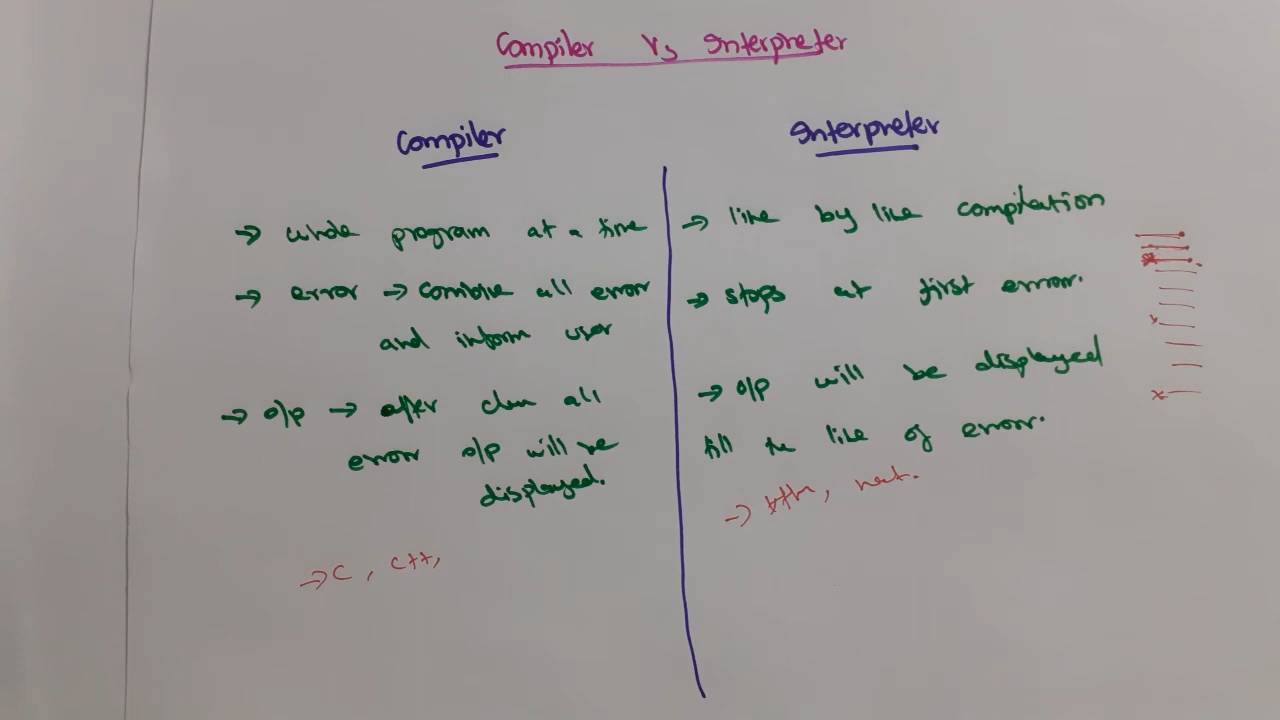 Compiler Vs Interpreter
Compiler
→ whole program at a time
→ error → combine all error
and inform user
→ o/p → after clear all
error o/p will be
displayed.
→ C, C++,
Interpreter
→ line by line compilation
→ stops at first error.
→ o/p will be displayed
till the line of error.
→